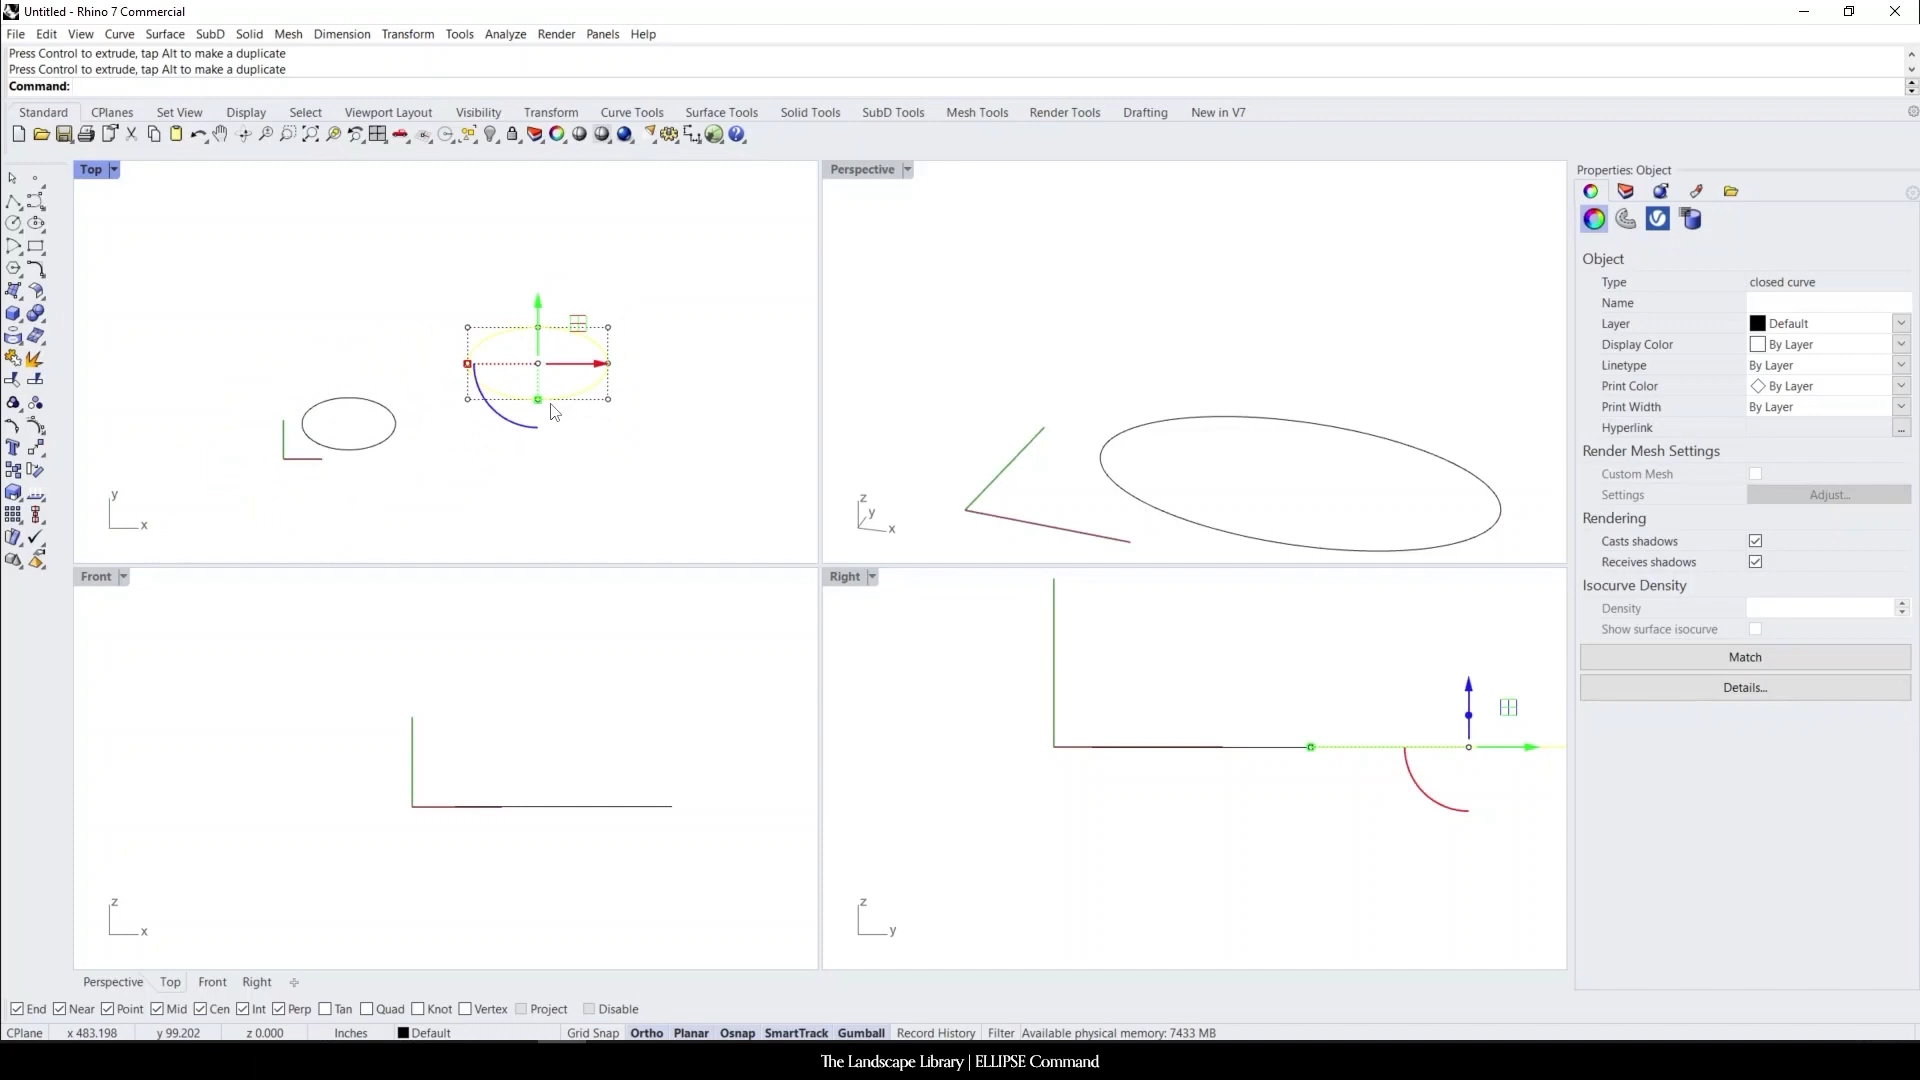 Untitled - Rhino 7 Commercial
File Edit View Curve Surface SubD Solid Mesh Dimension Transform Tools Analyze Render Panels Help
Press Control to extrude, tap Alt to make a duplicate
Press Control to extrude, tap Alt to make a duplicate
Command:
Standard CPlanes Set View Display Select Viewport Layout Visibility Transform Curve Tools Surface Tools Solid Tools SubD Tools Mesh Tools Render Tools Drafting New in V7
Top
y
x
Perspective
z
y
x
Front
z
x
Right
z
y
Properties: Object
Object
Type closed curve
Name
Layer Default
Display Color By Layer
Linetype By Layer
Print Color By Layer
Print Width By Layer
Hyperlink ...
Render Mesh Settings
Custom Mesh
Settings Adjust...
Rendering
Casts shadows
Receives shadows
Isocurve Density
Density
Show surface isocurve
Match
Details...
Perspective Top Front Right
End Near Point Mid Cen Int Perp Tan Quad Knot Vertex Project Disable
CPlane x 483.198 y 99.202 z 0.000 Inches Default Grid Snap Ortho Planar Osnap SmartTrack Gumball Record History Filter Available physical memory: 7433 MB
The Landscape Library | ELLIPSE Command